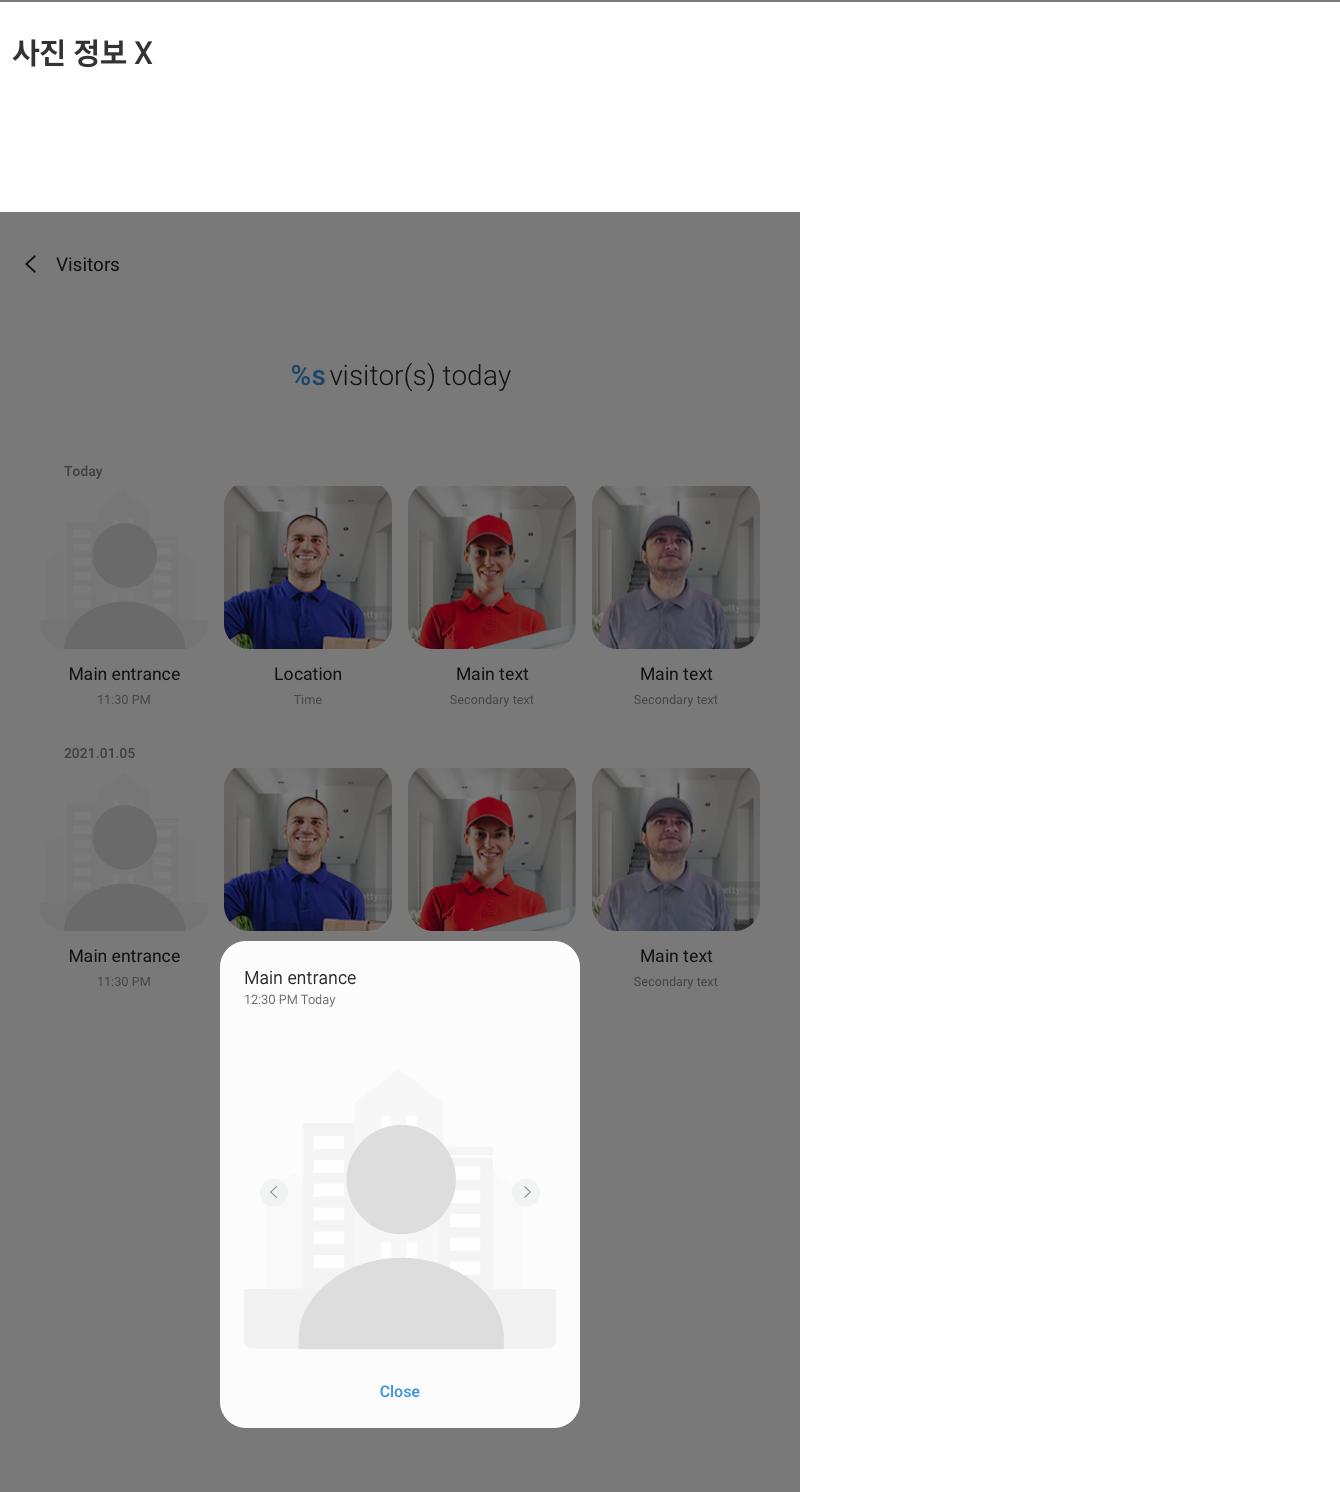 사진 정보 X
Visitors
%s visitor(s) today
Today
Main entrance
Location
Main text
Main text
11:30 PM
Time
Secondary text
Secondary text
2021.01.05
Main entrance
Main text
11:30 PM
Secondary text
Main entrance
12:30 PM Today
Close